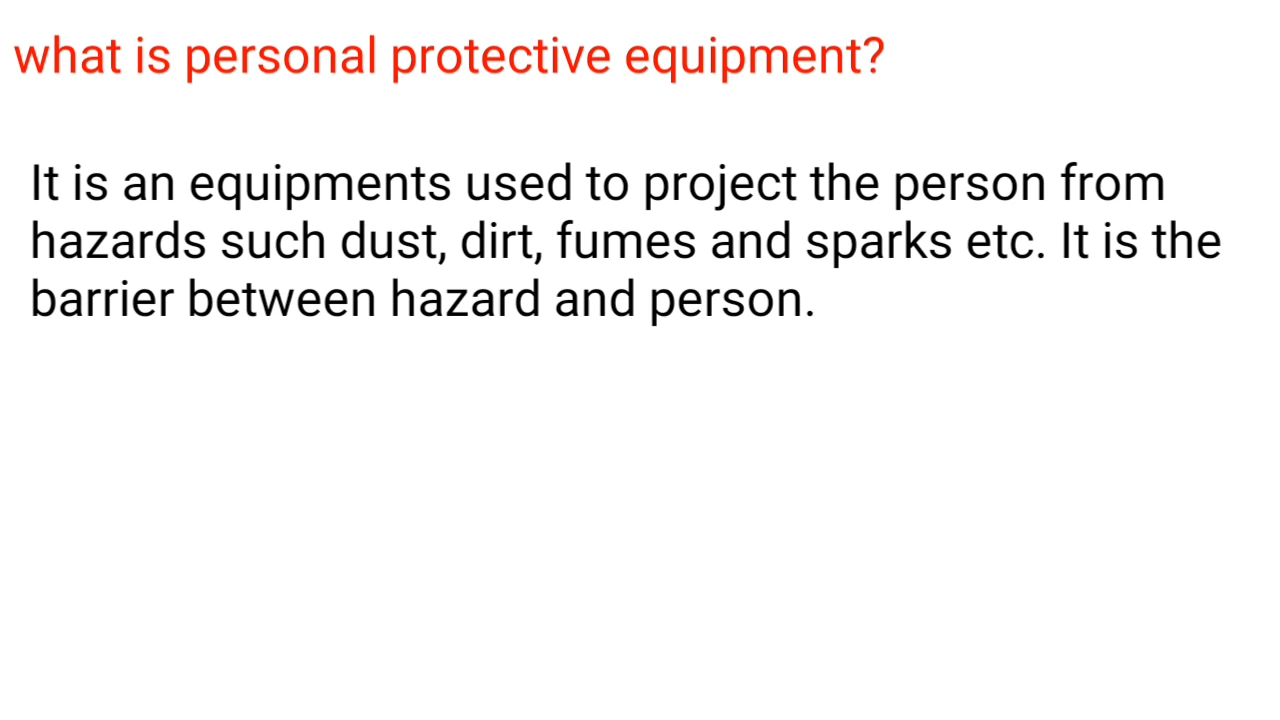 what is personal protective equipment?
It is an equipments used to project the person from
hazards such dust, dirt, fumes and sparks etc. It is the
barrier between hazard and person.